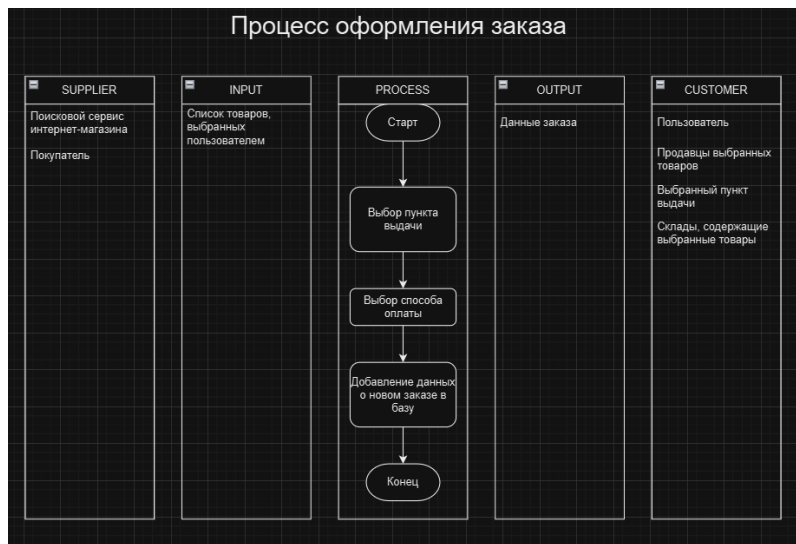 Процесс оформления заказа
SUPPLIER
Поисковой сервис
интернет-магазина
Покупатель
INPUT
Список товаров,
выбранных
пользователем
PROCESS
Старт
Выбор пункта
выдачи
Выбор способа
оплаты
Добавление данных
о новом заказе в
базу
Конец
OUTPUT
Данные заказа
CUSTOMER
Пользователь
Продавцы выбранных
товаров
Выбранный пункт
выдачи
Склады, содержащие
выбранные товары